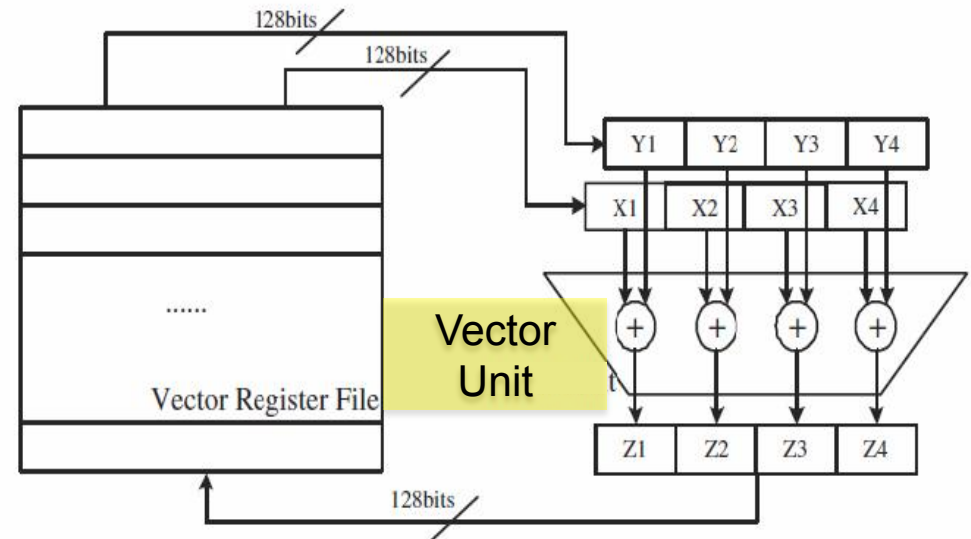 128bits
128bits
Y1 Y2 Y3 Y4
X1 X2 X3 X4
+ + + +
......
Vector
Unit
t
Vector Register File
Z1 Z2 Z3 Z4
128bits